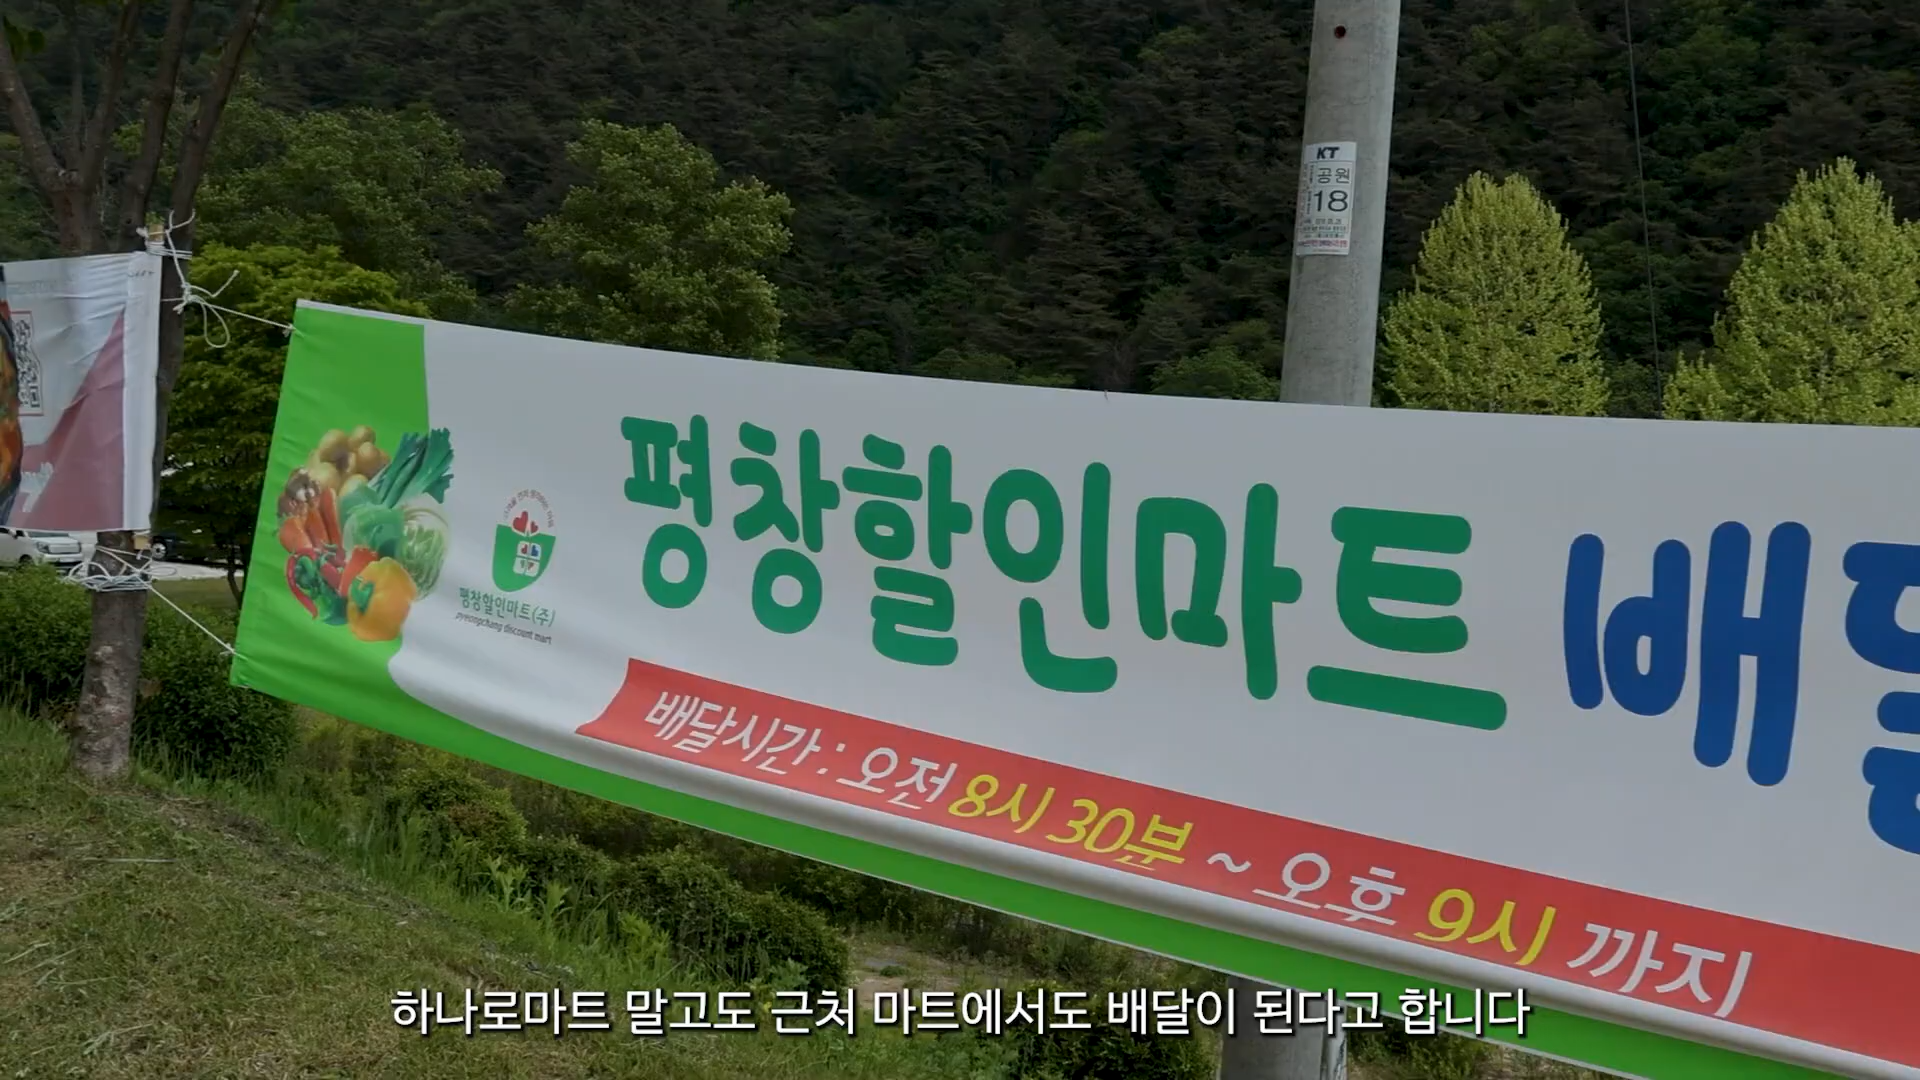 KT
공원
18
평창할인마트 배달
평창할인마트(주)
pyeongchang discount mart
배달시간 : 오전 8시 30분 ~ 오후 9시 까지
하나로마트 말고도 근처 마트에서도 배달이 된다고 합니다